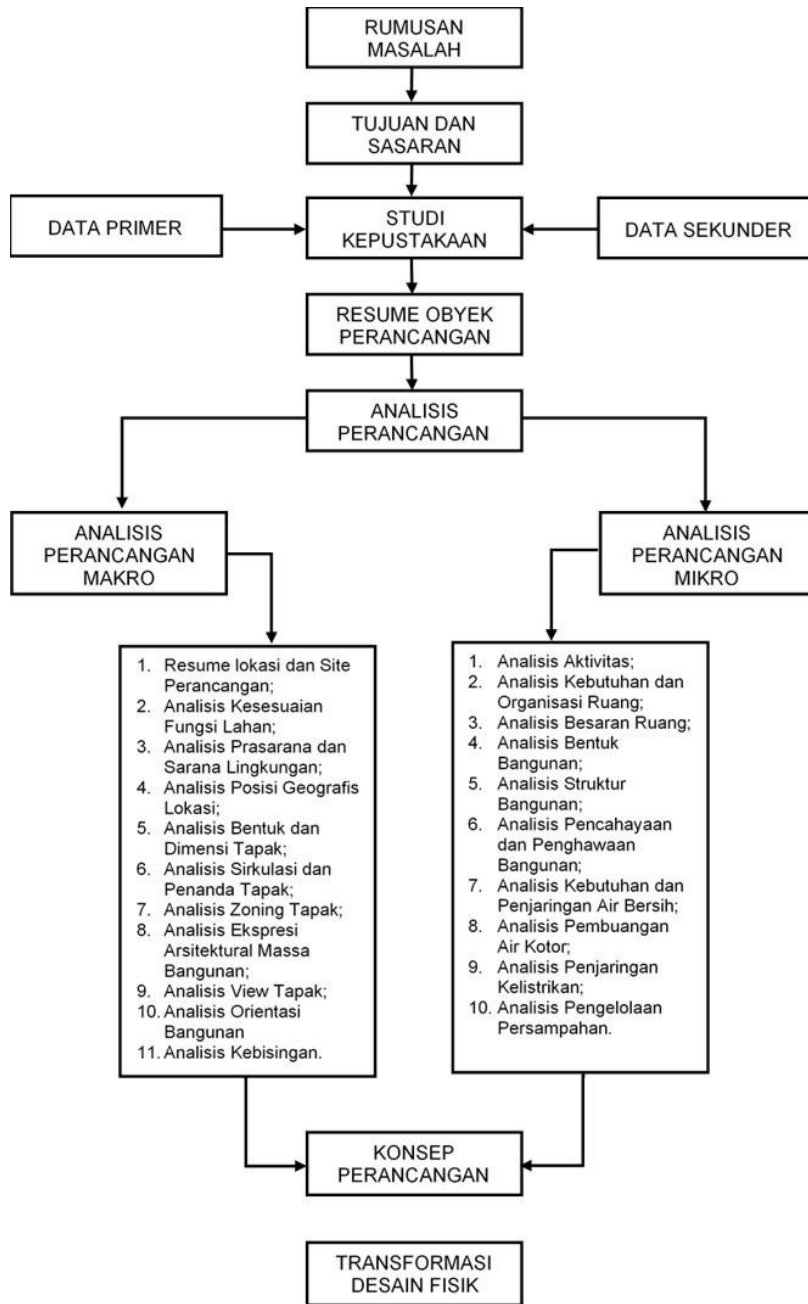 RUMUSAN
MASALAH
TUJUAN DAN
SASARAN
DATA PRIMER
STUDI
KEPUSTAKAAN
DATA SEKUNDER
RESUME OBYEK
PERANCANGAN
ANALISIS
PERANCANGAN
ANALISIS
PERANCANGAN
MAKRO
ANALISIS
PERANCANGAN
MIKRO
1. Resume lokasi dan Site
Perancangan;
2. Analisis Kesesuaian
Fungsi Lahan;
3. Analisis Prasarana dan
Sarana Lingkungan;
4. Analisis Posisi Geografis
Lokasi;
5. Analisis Bentuk dan
Dimensi Tapak;
6. Analisis Sirkulasi dan
Penanda Tapak;
7. Analisis Zoning Tapak;
8. Analisis Ekspresi
Arsitektural Massa
Bangunan;
9. Analisis View Tapak;
10. Analisis Orientasi
Bangunan
11. Analisis Kebisingan.
1. Analisis Aktivitas;
2. Analisis Kebutuhan dan
Organisasi Ruang;
3. Analisis Besaran Ruang;
4. Analisis Bentuk
Bangunan;
5. Analisis Struktur
Bangunan;
6. Analisis Pencahayaan
dan Penghawaan
Bangunan;
7. Analisis Kebutuhan dan
Penjaringan Air Bersih;
8. Analisis Pembuangan
Air Kotor;
9. Analisis Penjaringan
Kelistrikan;
10. Analisis Pengelolaan
Persampahan.
KONSEP
PERANCANGAN
TRANSFORMASI
DESAIN FISIK